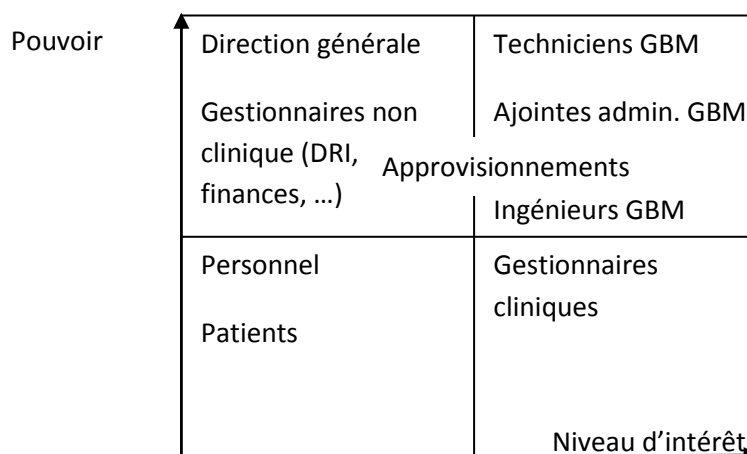 Pouvoir
Direction générale
Gestionnaires non
clinique (DRI,
finances, …)
Techniciens GBM
Ajointes admin. GBM
Approvisionnements
Ingénieurs GBM
Personnel
Patients
Gestionnaires
cliniques
Niveau d’intérêt